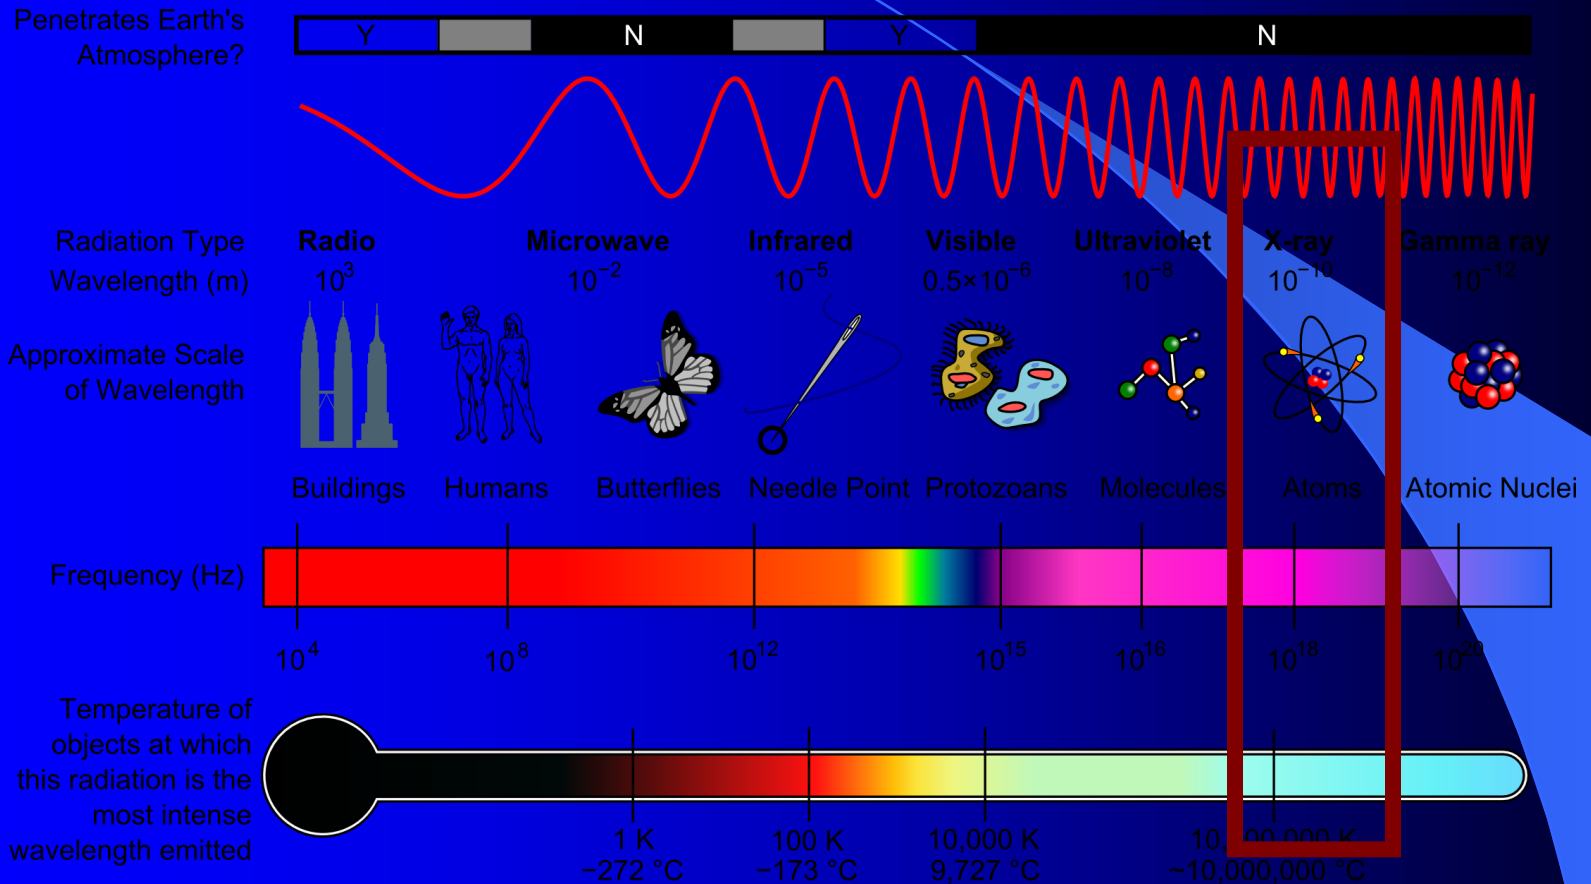 Penetrates Earth's
Atmosphere?
Y N Y N
Radiation Type Radio Microwave Infrared Visible Ultraviolet X-ray Gamma ray
Wavelength (m) 10³ 10⁻² 10⁻⁵ 0.5×10⁻⁶ 10⁻⁸ 10⁻¹⁰ 10⁻¹²
Approximate Scale
of Wavelength
Buildings Humans Butterflies Needle Point Protozoans Molecules Atoms Atomic Nuclei
Frequency (Hz)
10⁴ 10⁸ 10¹² 10¹⁵ 10¹⁶ 10¹⁸ 10²⁰
Temperature of
objects at which
this radiation is the
most intense
wavelength emitted
1 K 100 K 10,000 K 10,000,000 K
−272 °C −173 °C 9,727 °C ~10,000,000 °C